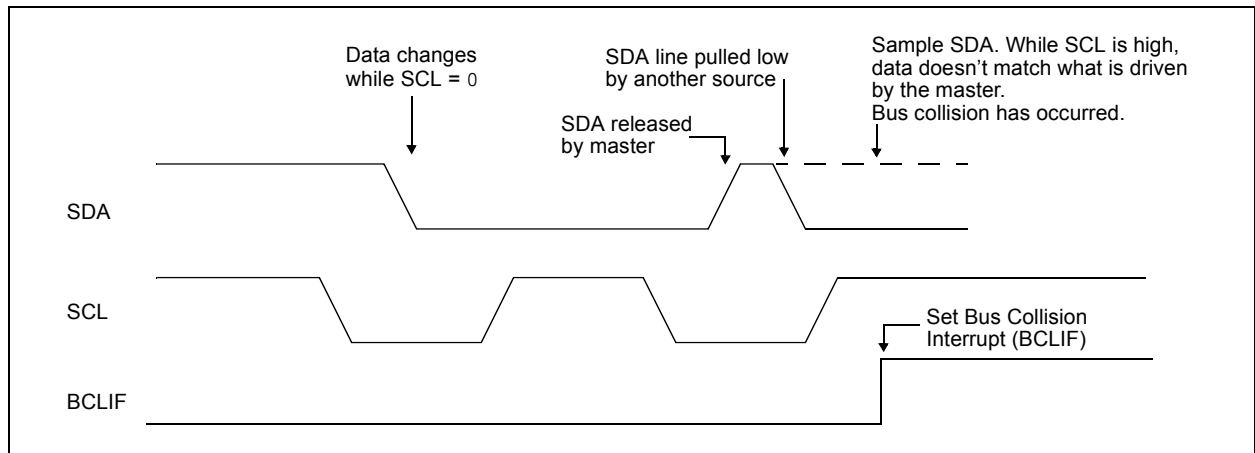 Data changes
while SCL = 0
SDA line pulled low
by another source
Sample SDA. While SCL is high,
data doesn't match what is driven
by the master.
Bus collision has occurred.
SDA released
by master
SDA
SCL
Set Bus Collision
Interrupt (BCLIF)
BCLIF